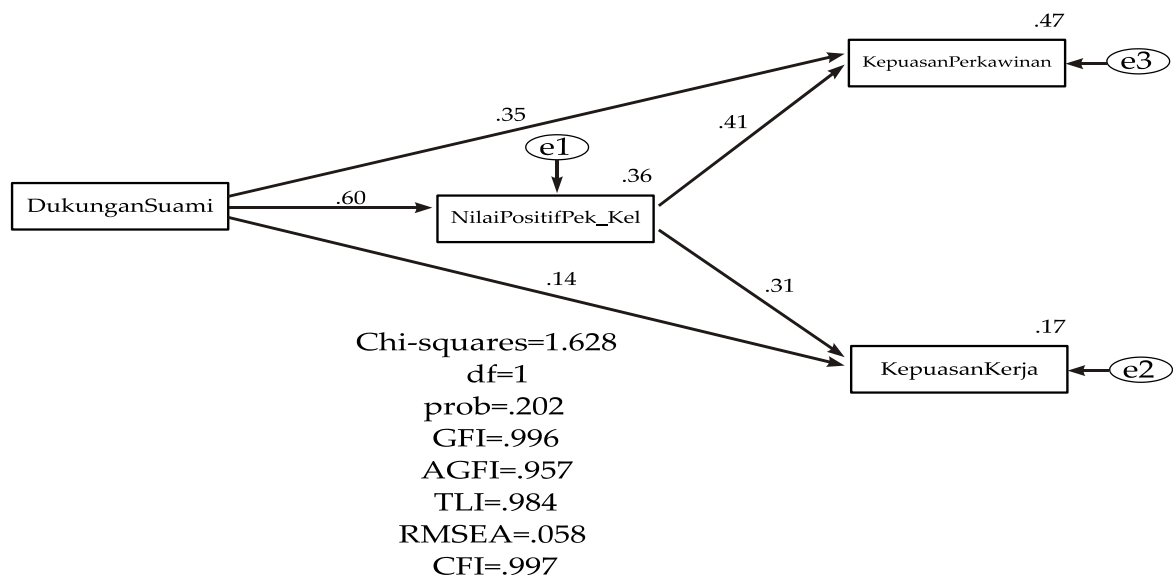 .47
KepuasanPerkawinan
e3
.35
.41
e1
.36
DukunganSuami
.60
NilaiPositifPek_Kel
.14
.31
.17
Chi-squares=1.628
KepuasanKerja
e2
df=1
prob=.202
GFI=.996
AGFI=.957
TLI=.984
RMSEA=.058
CFI=.997